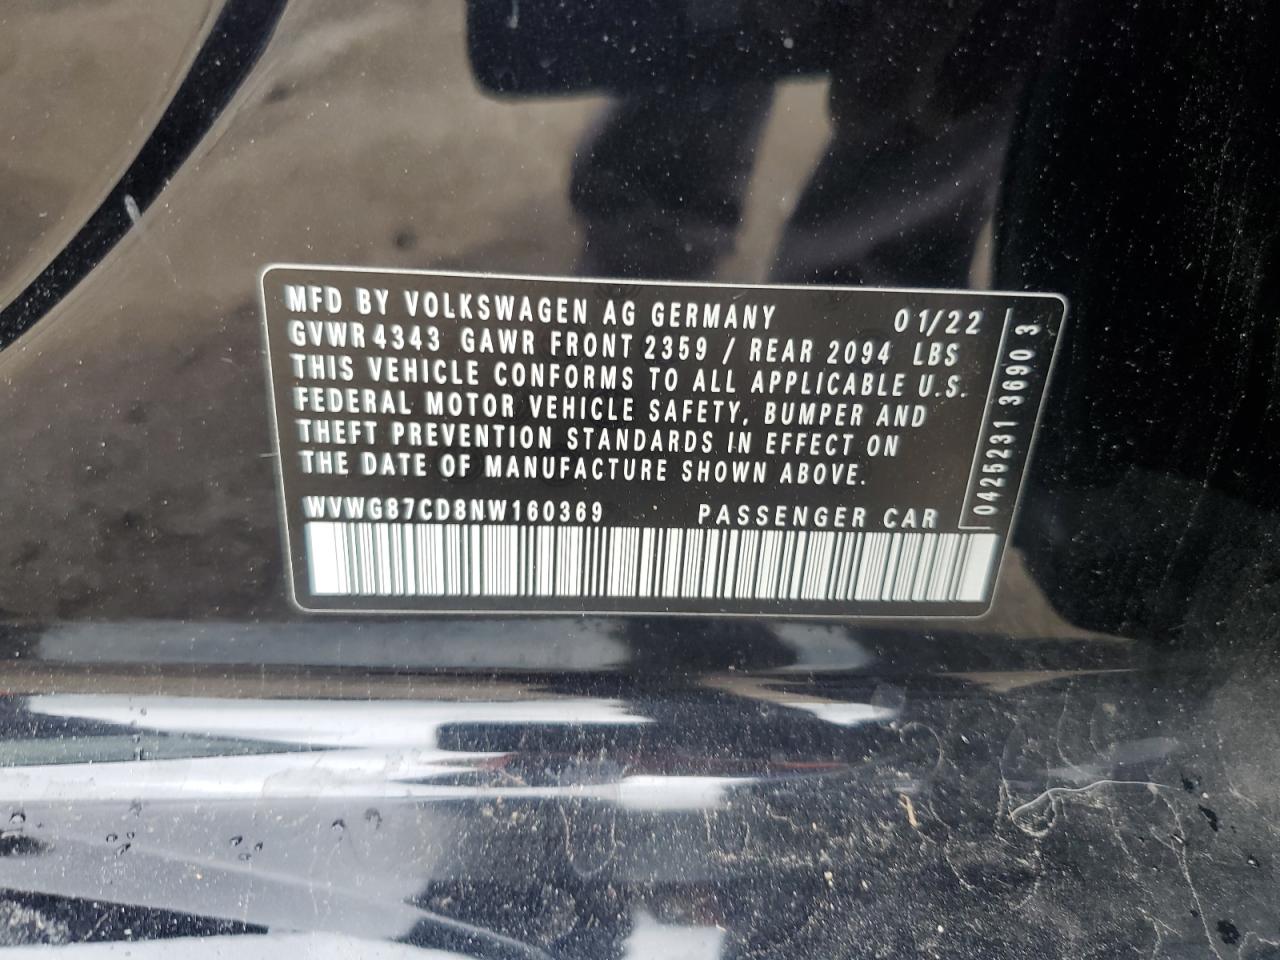 MFD BY VOLKSWAGEN AG GERMANY 01/22
GVWR 4343 GAWR FRONT 2359 / REAR 2094 LBS
THIS VEHICLE CONFORMS TO ALL APPLICABLE U.S.
FEDERAL MOTOR VEHICLE SAFETY, BUMPER AND
THEFT PREVENTION STANDARDS IN EFFECT ON
THE DATE OF MANUFACTURE SHOWN ABOVE.
WVWG87CD8NW160369 PASSENGER CAR
0425231 36903